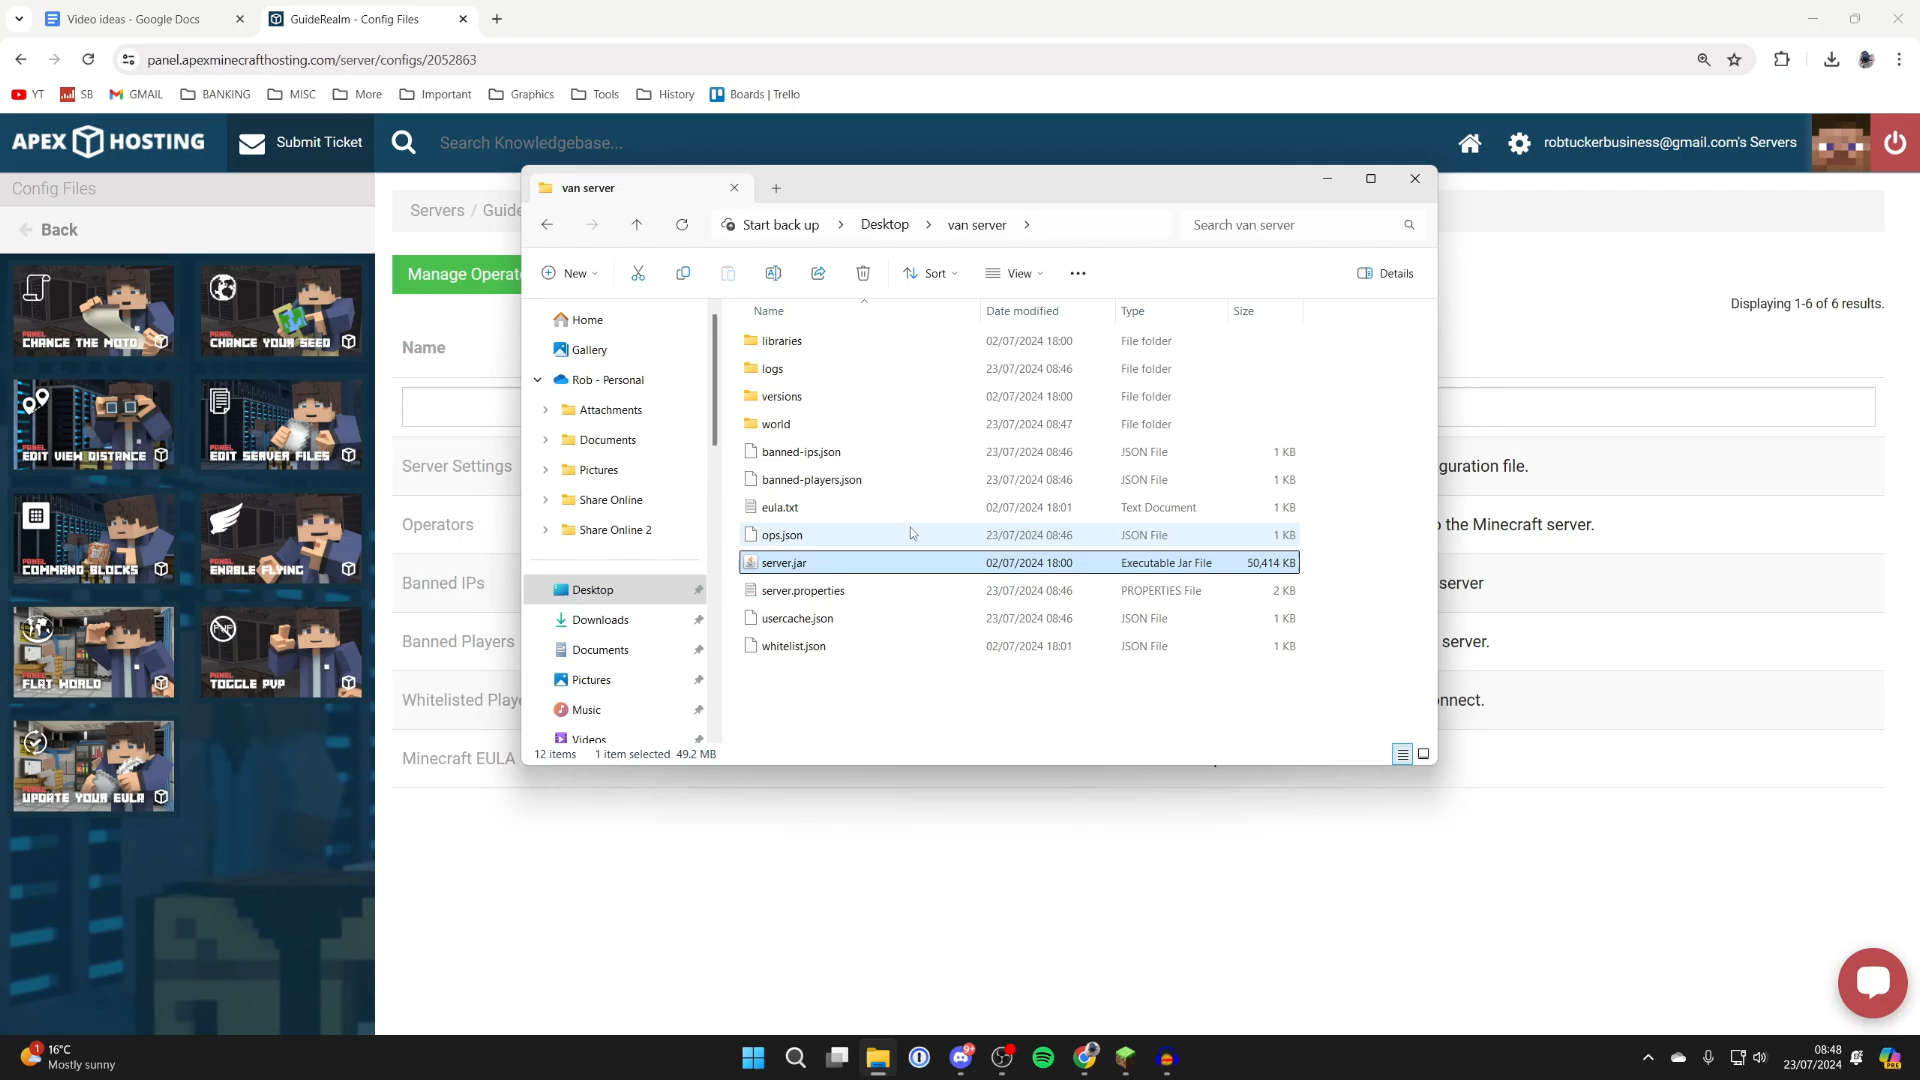 Video ideas - Google Docs
GuideRealm - Config Files
panel.apexminecrafthosting.com/server/configs/2052863
YT
SB
GMAIL
BANKING
MISC
More
Important
Graphics
Tools
History
Boards | Trello
APEX HOSTING
Submit Ticket
Search Knowledgebase...
robtuckerbusiness@gmail.com's Servers
Config Files
Back
PANEL
CHANGE THE MOTD
PANEL
CHANGE YOUR SEED
PANEL
EDIT VIEW DISTANCE
PANEL
EDIT SERVER FILES
PANEL
COMMAND BLOCKS
PANEL
ENABLE FLYING
PANEL
FLAT WORLD
PANEL
TOGGLE PVP
PANEL
UPDATE YOUR EULA
Servers / Guide
Manage Operat
Displaying 1-6 of 6 results.
Name
Server Settings
guration file.
Operators
o the Minecraft server.
Banned IPs
server
Banned Players
server.
Whitelisted Playe
nnect.
Minecraft EULA
van server
Start back up
Desktop
van server
Search van server
New
Sort
View
Details
Home
Gallery
Rob - Personal
Attachments
Documents
Pictures
Share Online
Share Online 2
Desktop
Downloads
Documents
Pictures
Music
Videos
Name Date modified Type Size
libraries 02/07/2024 18:00 File folder
logs 23/07/2024 08:46 File folder
versions 02/07/2024 18:00 File folder
world 23/07/2024 08:47 File folder
banned-ips.json 23/07/2024 08:46 JSON File 1 KB
banned-players.json 23/07/2024 08:46 JSON File 1 KB
eula.txt 02/07/2024 18:01 Text Document 1 KB
ops.json 23/07/2024 08:46 JSON File 1 KB
server.jar 02/07/2024 18:00 Executable Jar File 50,414 KB
server.properties 23/07/2024 08:46 PROPERTIES File 2 KB
usercache.json 23/07/2024 08:46 JSON File 1 KB
whitelist.json 02/07/2024 18:01 JSON File 1 KB
12 items 1 item selected 49.2 MB
1
16°C
Mostly sunny
9+
08:48
23/07/2024
PRE